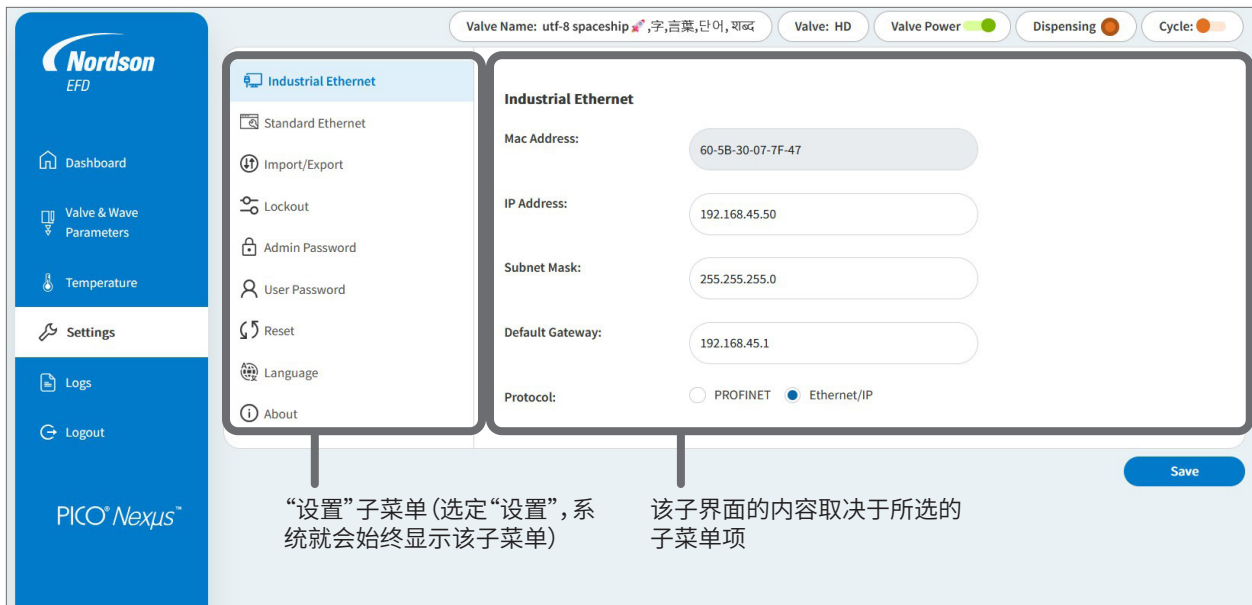 Valve Name: utf-8 spaceship🚀,字,言葉,단어, शब्द
Valve: HD
Valve Power
Dispensing
Cycle:
Nordson
EFD
Dashboard
Valve & Wave
Parameters
Temperature
Settings
Logs
Logout
PICO® Nexµs™
Industrial Ethernet
Standard Ethernet
Import/Export
Lockout
Admin Password
User Password
Reset
Language
About
Industrial Ethernet
Mac Address:
60-5B-30-07-7F-47
IP Address:
192.168.45.50
Subnet Mask:
255.255.255.0
Default Gateway:
192.168.45.1
Protocol:
PROFINET
Ethernet/IP
Save
“设置”子菜单(选定“设置”,系
统就会始终显示该子菜单)
该子界面的内容取决于所选的
子菜单项